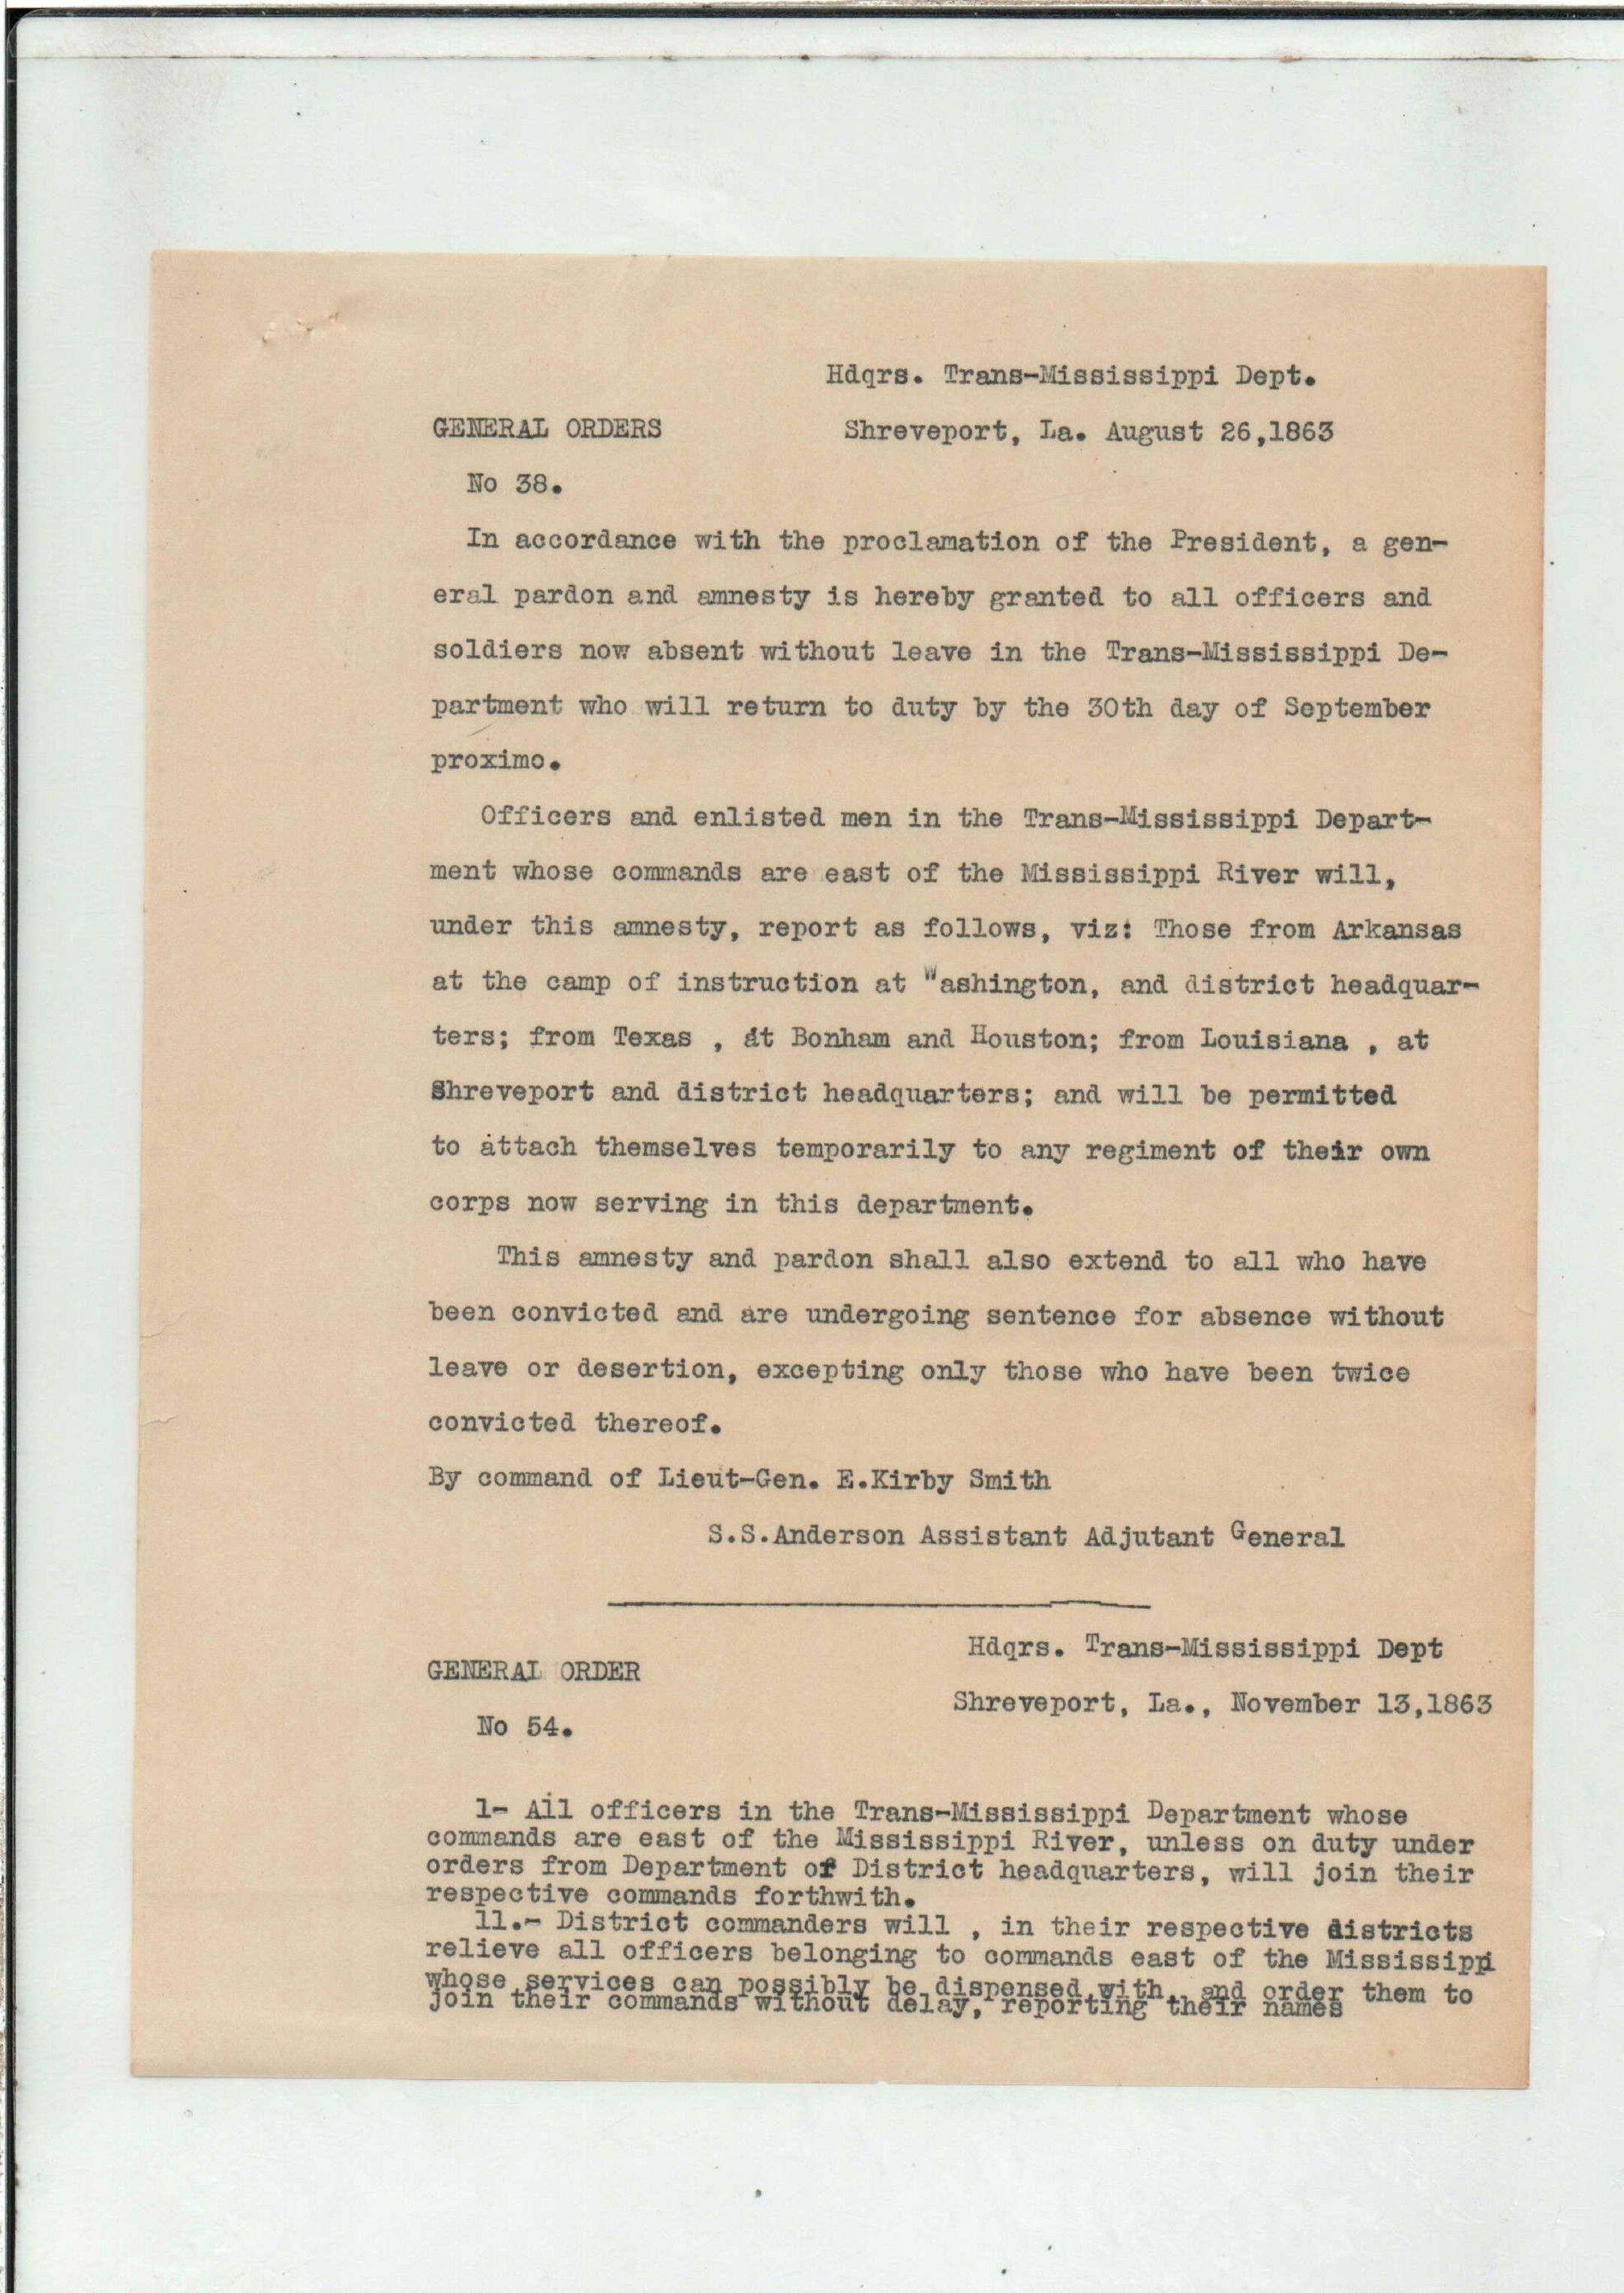 Hdqrs. Trans-Mississippi Dept.
GENERAL ORDERS Shreveport, La. August 26,1863
No 38.
In accordance with the proclamation of the President, a gen-
eral pardon and amnesty is hereby granted to all officers and
soldiers now absent without leave in the Trans-Mississippi De-
partment who will return to duty by the 30th day of September
proximo.
Officers and enlisted men in the Trans-Mississippi Depart-
ment whose commands are east of the Mississippi River will,
under this amnesty, report as follows, viz: Those from Arkansas
at the camp of instruction at Washington, and district headquar-
ters; from Texas , at Bonham and Houston; from Louisiana , at
Shreveport and district headquarters; and will be permitted
to attach themselves temporarily to any regiment of their own
corps now serving in this department.
This amnesty and pardon shall also extend to all who have
been convicted and are undergoing sentence for absence without
leave or desertion, excepting only those who have been twice
convicted thereof.
By command of Lieut-Gen. E.Kirby Smith
S.S.Anderson Assistant Adjutant General
Hdqrs. Trans-Mississippi Dept
GENERAL ORDER
Shreveport, La., November 13,1863
No 54.
1- All officers in the Trans-Mississippi Department whose
commands are east of the Mississippi River, unless on duty under
orders from Department of District headquarters, will join their
respective commands forthwith.
11.- District commanders will , in their respective districts
relieve all officers belonging to commands east of the Mississippi
whose services can possibly be dispensed with, and order them to
join their commands without delay, reporting their names